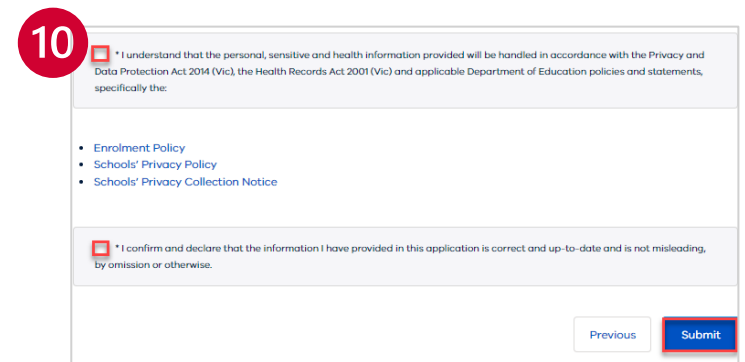 10
* I understand that the personal, sensitive and health information provided will be handled in accordance with the Privacy and
Data Protection Act 2014 (Vic), the Health Records Act 2001 (Vic) and applicable Department of Education policies and statements,
specifically the:
• Enrolment Policy
• Schools' Privacy Policy
• Schools' Privacy Collection Notice
* I confirm and declare that the information I have provided in this application is correct and up-to-date and is not misleading,
by omission or otherwise.
Previous Submit